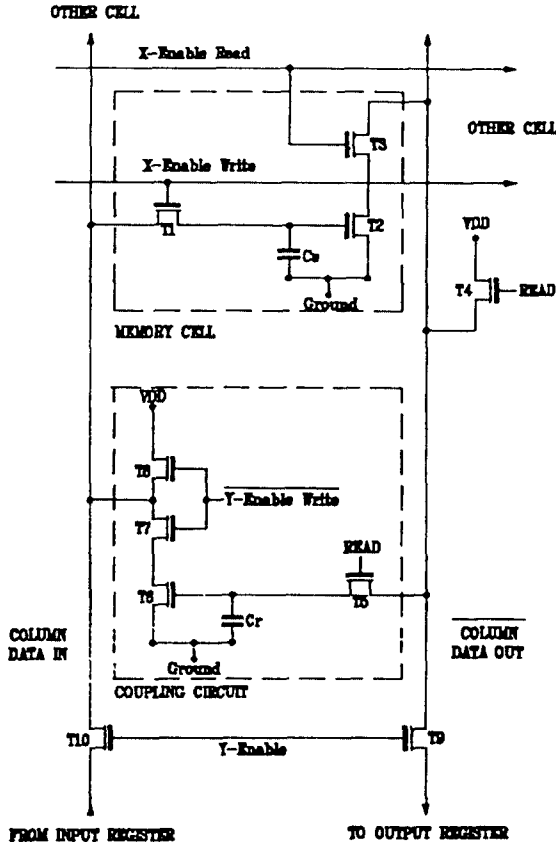 OTHER CELL
X-Enable Read
OTHER CELL
T3
X-Enable Write
T1
T2
Cs
Ground
VDD
T4
READ
MEMORY CELL
VDD
T8
Y-Enable Write
T7
READ
T6
T5
Cr
Ground
COLUMN
DATA IN
COLUMN
DATA OUT
COUPLING CIRCUIT
T10
Y-Enable
T9
FROM INPUT REGISTER
TO OUTPUT REGISTER